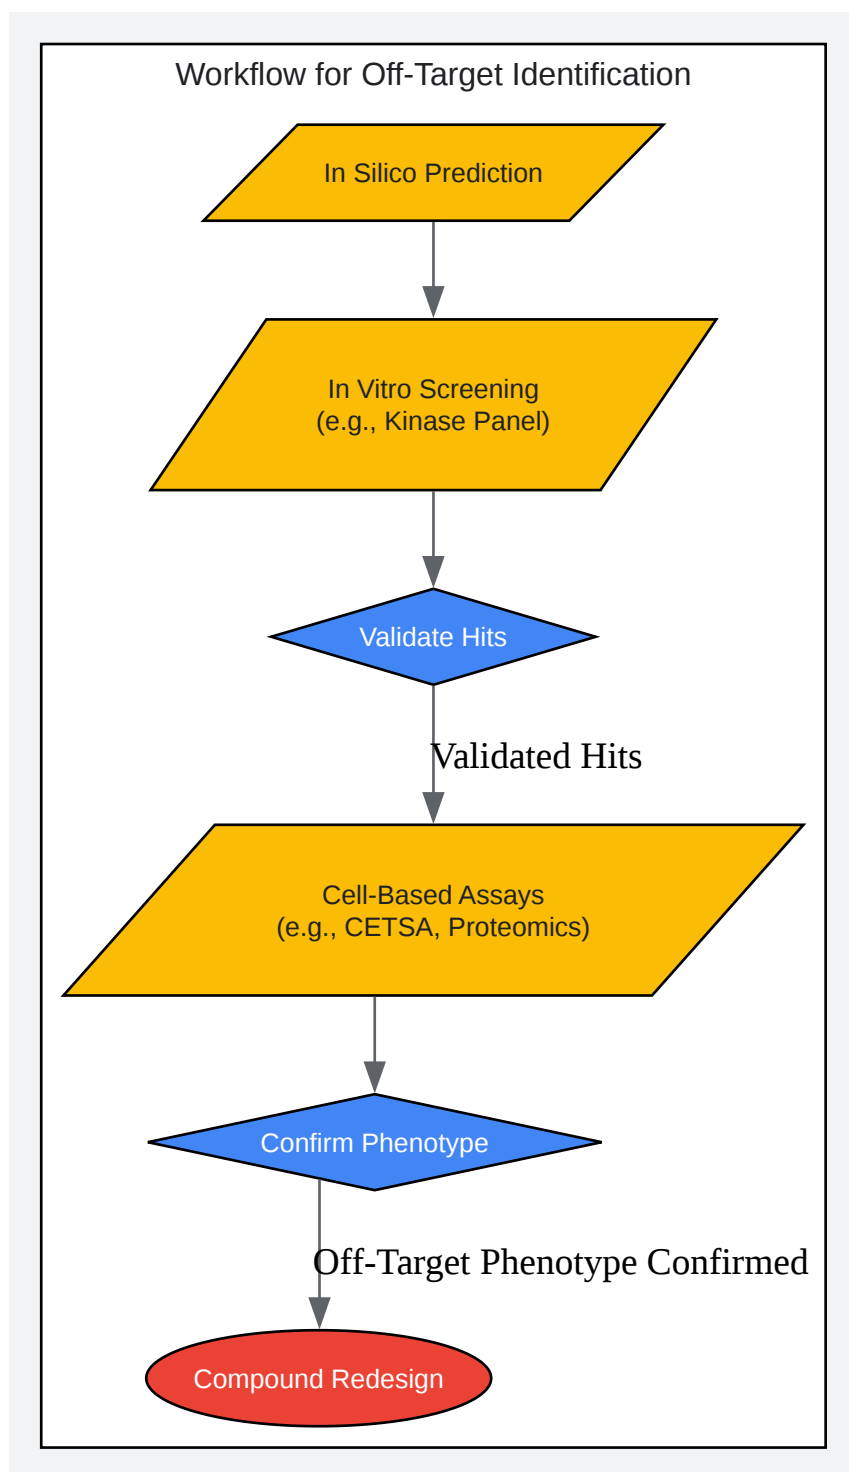 Workflow for Off-Target Identification
In Silico Prediction
In Vitro Screening
(e.g., Kinase Panel)
Validate Hits
Validated Hits
Cell-Based Assays
(e.g., CETSA, Proteomics)
Confirm Phenotype
Off-Target Phenotype Confirmed
Compound Redesign